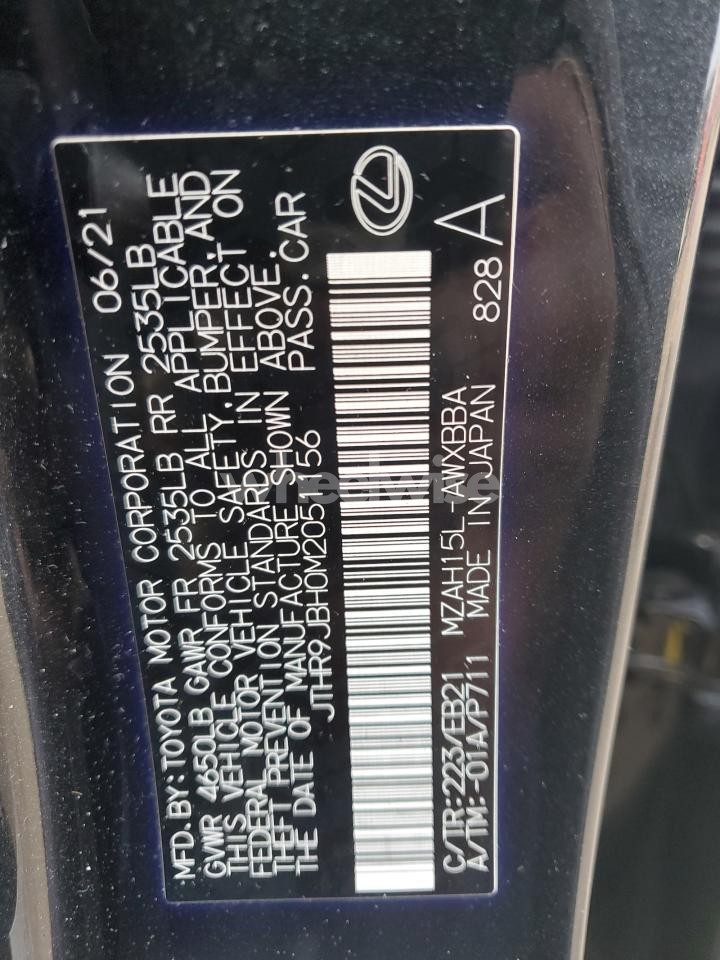 MFD. BY: TOYOTA MOTOR CORPORATION 06/21
GVWR 4650LB GAWR FR 2535LB RR 2535LB
THIS VEHICLE CONFORMS TO ALL APPLICABLE
FEDERAL MOTOR VEHICLE SAFETY, BUMPER, AND
THEFT PREVENTION STANDARDS IN EFFECT ON
THE DATE OF MANUFACTURE SHOWN ABOVE.
JTHR9JBH0M2051156 PASS. CAR
C/TR:223/EB21 MZAH15L-AWXBBA 828
A/TM:-01A/P711 MADE IN JAPAN A
wheelwire